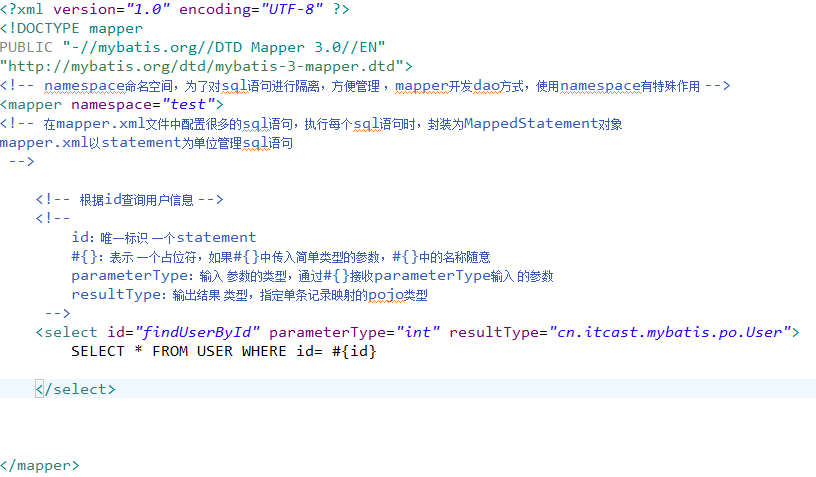 <?xml version="1.0" encoding="UTF-8" ?>
<!DOCTYPE mapper
PUBLIC "-//mybatis.org//DTD Mapper 3.0//EN"
"http://mybatis.org/dtd/mybatis-3-mapper.dtd">
<!-- namespace命名空间，为了对sql语句进行隔离，方便管理 ，mapper开发dao方式，使用namespace有特殊作用 -->
<mapper namespace="test">
<!-- 在mapper.xml文件中配置很多的sql语句，执行每个sql语句时，封装为MappedStatement对象
mapper.xml以statement为单位管理sql语句
 -->
    <!-- 根据id查询用户信息 -->
    <!--
        id：唯一标识 一个statement
        #{}：表示 一个占位符，如果#{}中传入简单类型的参数，#{}中的名称随意
        parameterType：输入 参数的类型，通过#{}接收parameterType输入 的参数
        resultType：输出结果 类型，指定单条记录映射的pojo类型
     -->
    <select id="findUserById" parameterType="int" resultType="cn.itcast.mybatis.po.User">
        SELECT * FROM USER WHERE id= #{id}
    </select>
</mapper>